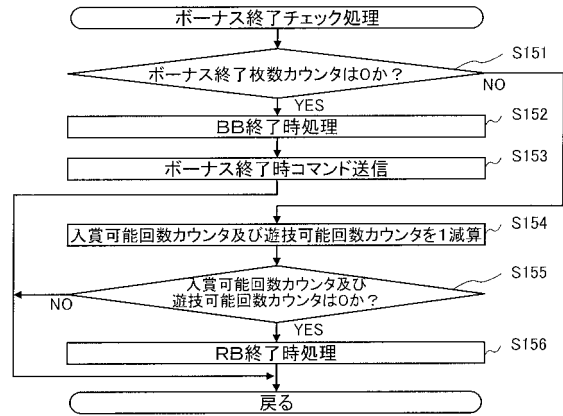 ボーナス終了チェック処理
S151
ボーナス終了枚数カウンタは0か？
NO
YES
S152
BB終了時処理
S153
ボーナス終了時コマンド送信
S154
入賞可能回数カウンタ及び遊技可能回数カウンタを1減算
S155
入賞可能回数カウンタ及び
遊技可能回数カウンタは0か？
NO
YES
S156
RB終了時処理
戻る